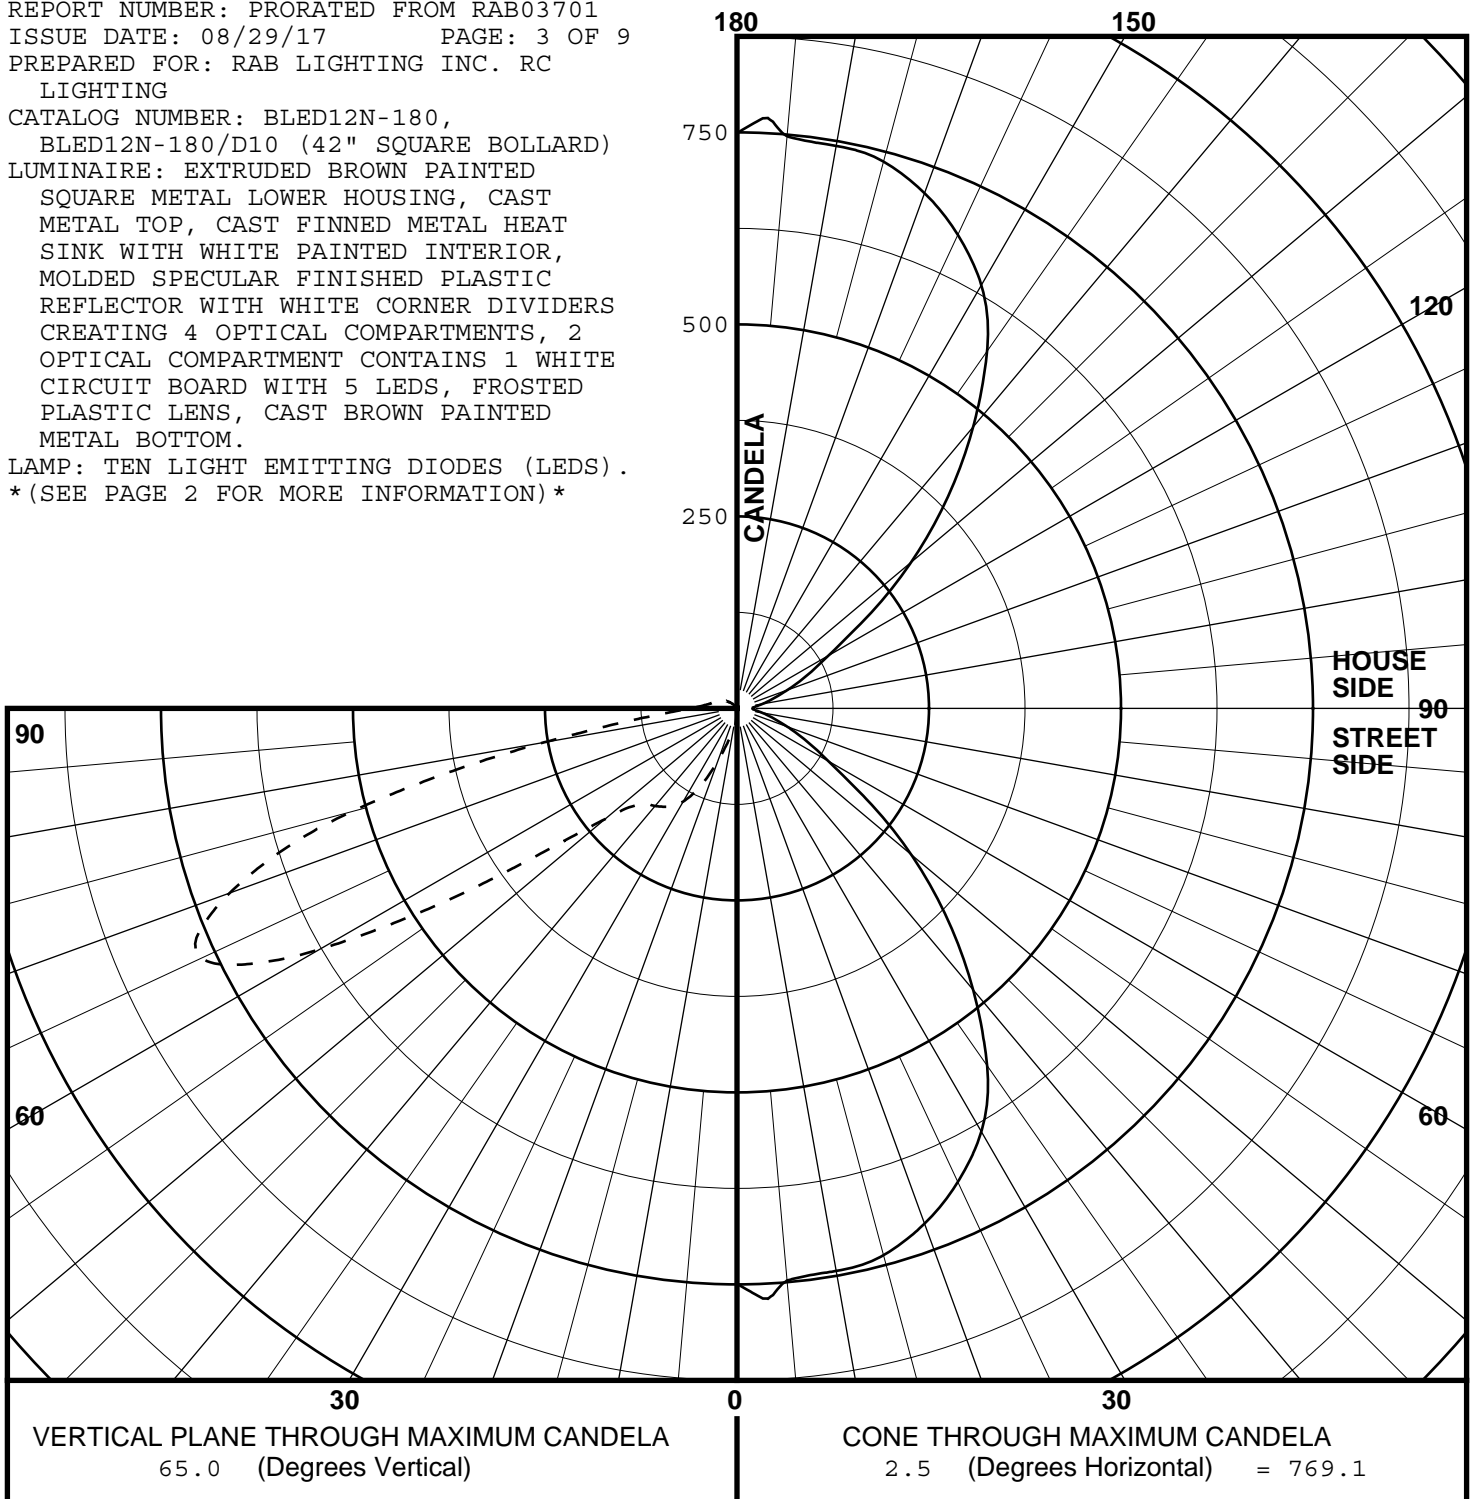 REPORT NUMBER: PRORATED FROM RAB03701
ISSUE DATE: 08/29/17 PAGE: 3 OF 9
PREPARED FOR: RAB LIGHTING INC. RC
LIGHTING
CATALOG NUMBER: BLED12N-180,
BLED12N-180/D10 (42" SQUARE BOLLARD)
LUMINAIRE: EXTRUDED BROWN PAINTED
SQUARE METAL LOWER HOUSING, CAST
METAL TOP, CAST FINNED METAL HEAT
SINK WITH WHITE PAINTED INTERIOR,
MOLDED SPECULAR FINISHED PLASTIC
REFLECTOR WITH WHITE CORNER DIVIDERS
CREATING 4 OPTICAL COMPARTMENTS, 2
OPTICAL COMPARTMENT CONTAINS 1 WHITE
CIRCUIT BOARD WITH 5 LEDS, FROSTED
PLASTIC LENS, CAST BROWN PAINTED
METAL BOTTOM.
LAMP: TEN LIGHT EMITTING DIODES (LEDS).
*(SEE PAGE 2 FOR MORE INFORMATION)*
180
150
750
120
500
CANDELA
250
HOUSE
SIDE
90
90
STREET
SIDE
60
60
30
0
30
VERTICAL PLANE THROUGH MAXIMUM CANDELA
65.0 (Degrees Vertical)
CONE THROUGH MAXIMUM CANDELA
2.5 (Degrees Horizontal) = 769.1